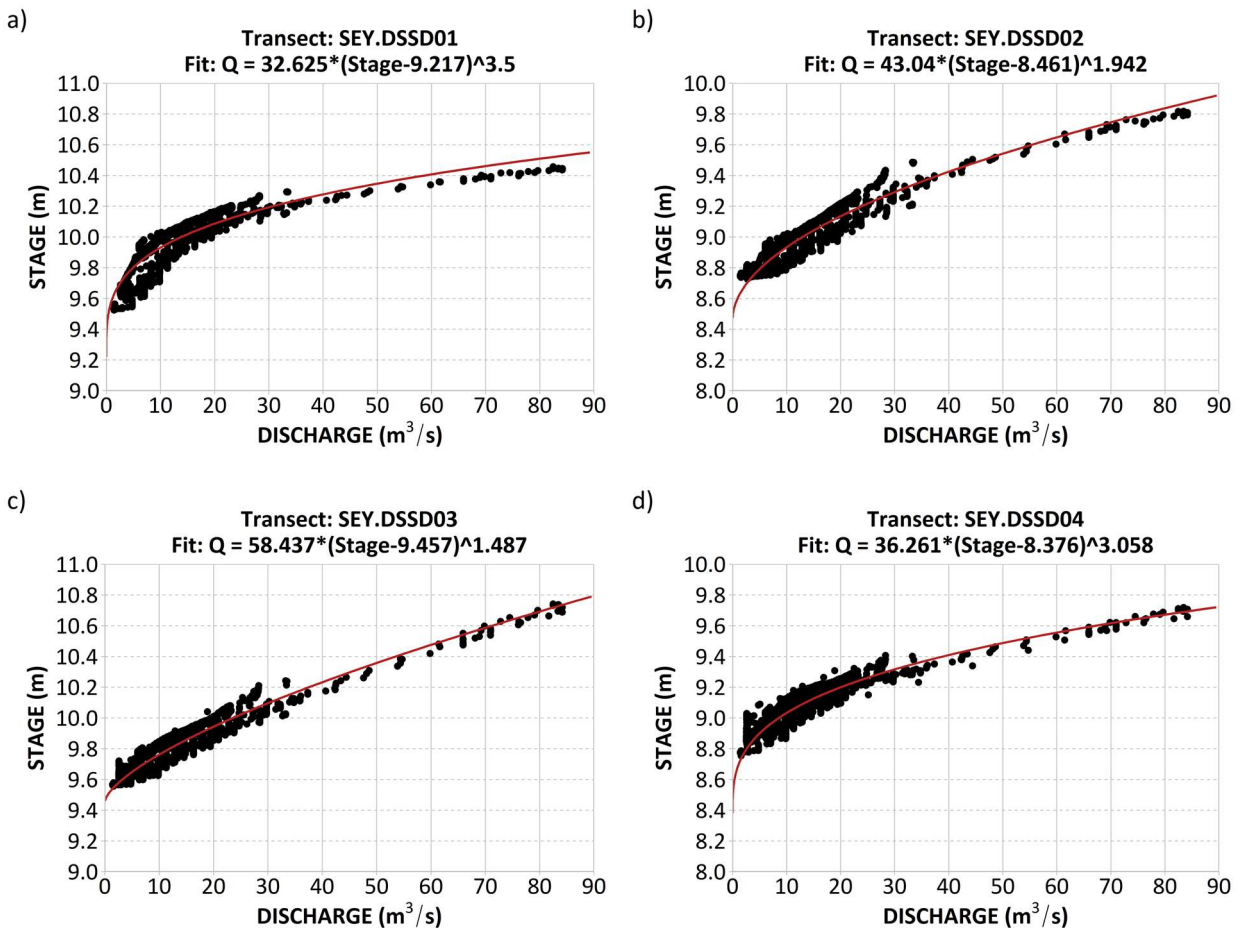 a)
Transect: SEY.DSSD01
Fit: Q = 32.625*(Stage-9.217)^3.5
STAGE (m)
11.0
10.8
10.6
10.4
10.2
10.0
9.8
9.6
9.4
9.2
9.0
0 10 20 30 40 50 60 70 80 90
DISCHARGE (m³/s)
b)
Transect: SEY.DSSD02
Fit: Q = 43.04*(Stage-8.461)^1.942
STAGE (m)
10.0
9.8
9.6
9.4
9.2
9.0
8.8
8.6
8.4
8.2
8.0
0 10 20 30 40 50 60 70 80 90
DISCHARGE (m³/s)
c)
Transect: SEY.DSSD03
Fit: Q = 58.437*(Stage-9.457)^1.487
STAGE (m)
11.0
10.8
10.6
10.4
10.2
10.0
9.8
9.6
9.4
9.2
9.0
0 10 20 30 40 50 60 70 80 90
DISCHARGE (m³/s)
d)
Transect: SEY.DSSD04
Fit: Q = 36.261*(Stage-8.376)^3.058
STAGE (m)
10.0
9.8
9.6
9.4
9.2
9.0
8.8
8.6
8.4
8.2
8.0
0 10 20 30 40 50 60 70 80 90
DISCHARGE (m³/s)